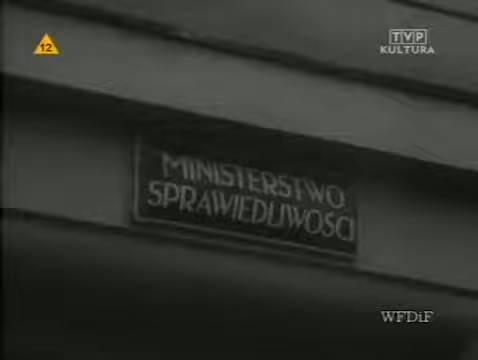 12
TVP
KULTURA
MINISTERSTWO
SPRAWIEDLIWOŚCI
WFDiF